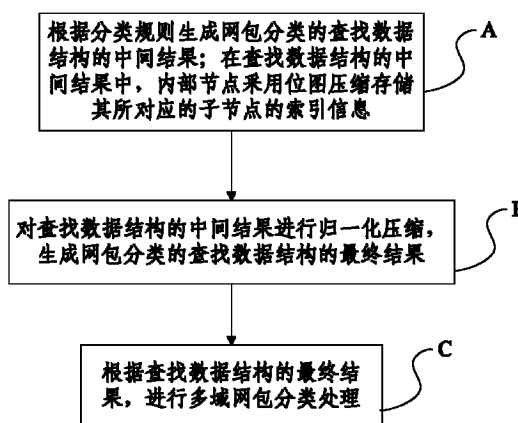 根据分类规则生成网包分类的查找数据
结构的中间结果；在查找数据结构的中
间结果中，内部节点采用位图压缩存储
其所对应的子节点的索引信息
A
对查找数据结构的中间结果进行归一化压缩，
生成网包分类的查找数据结构的最终结果
根据查找数据结构的最终结
果，进行多域网包分类处理
C